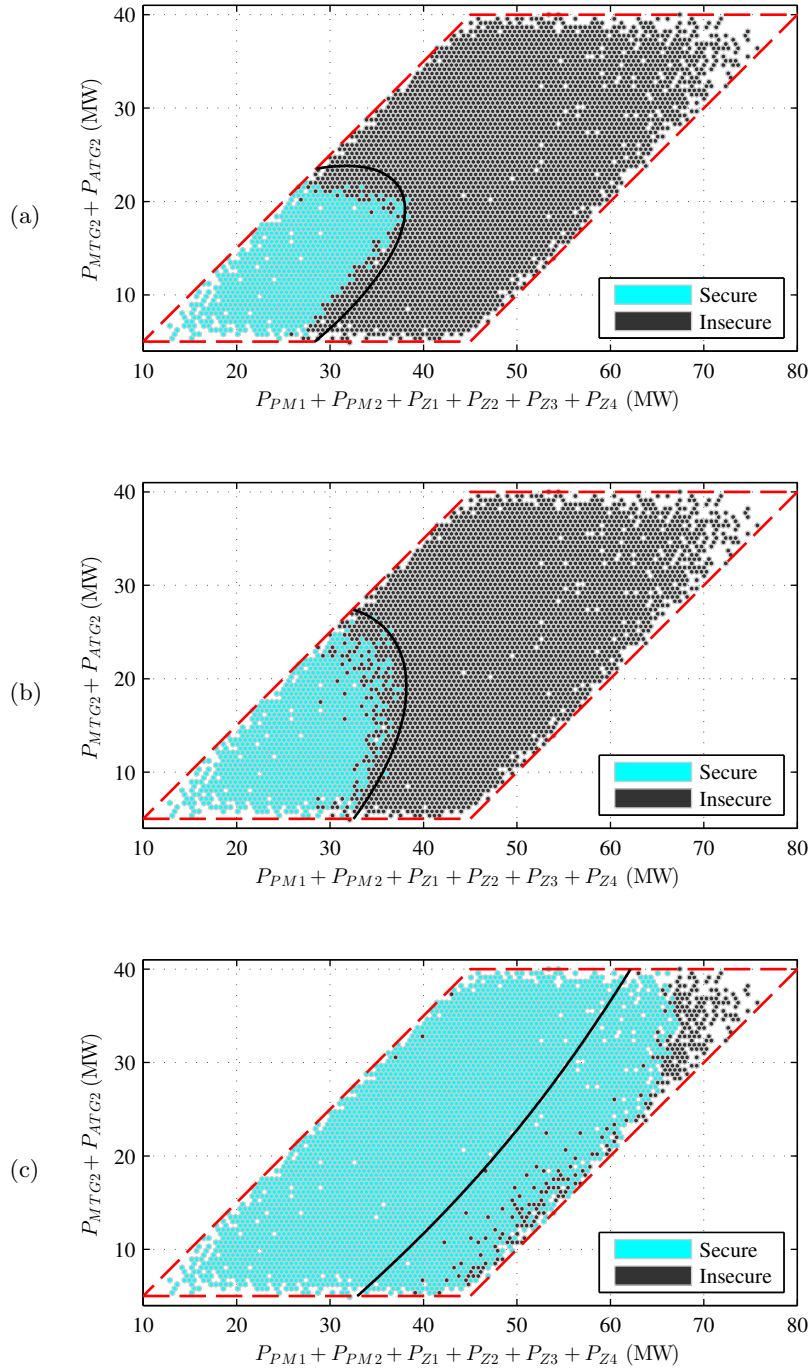 (a)
P_{MTG2} + P_{ATG2} (MW)
40
30
20
10
10 20 30 40 50 60 70 80
P_{PM1} + P_{PM2} + P_{Z1} + P_{Z2} + P_{Z3} + P_{Z4} (MW)
Secure
Insecure
(b)
P_{MTG2} + P_{ATG2} (MW)
40
30
20
10
10 20 30 40 50 60 70 80
P_{PM1} + P_{PM2} + P_{Z1} + P_{Z2} + P_{Z3} + P_{Z4} (MW)
Secure
Insecure
(c)
P_{MTG2} + P_{ATG2} (MW)
40
30
20
10
10 20 30 40 50 60 70 80
P_{PM1} + P_{PM2} + P_{Z1} + P_{Z2} + P_{Z3} + P_{Z4} (MW)
Secure
Insecure